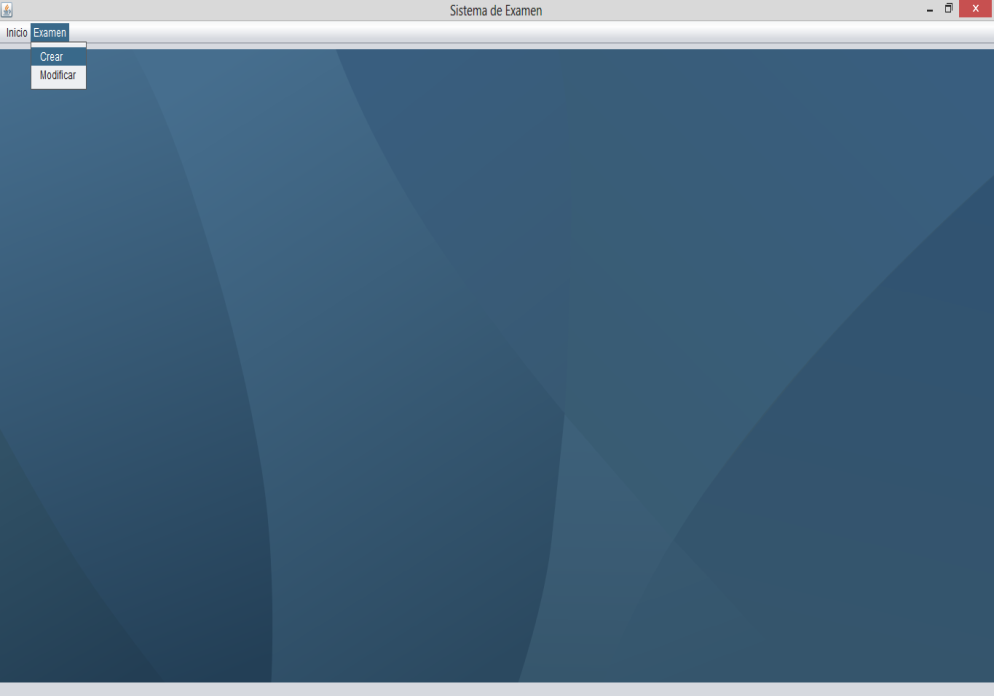 Sistema de Examen
Inicio Examen
Crear
Modificar